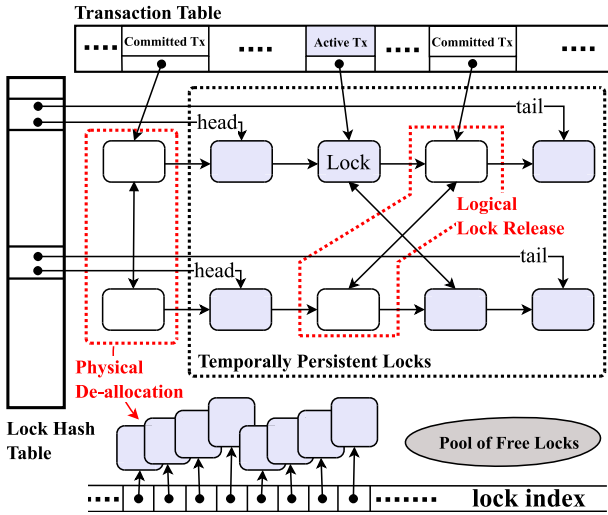 Transaction Table
Committed Tx
Active Tx
Committed Tx
tail
head
Lock
Logical
Lock Release
tail
head
Temporally Persistent Locks
Physical
De-allocation
Lock Hash
Table
Pool of Free Locks
lock index